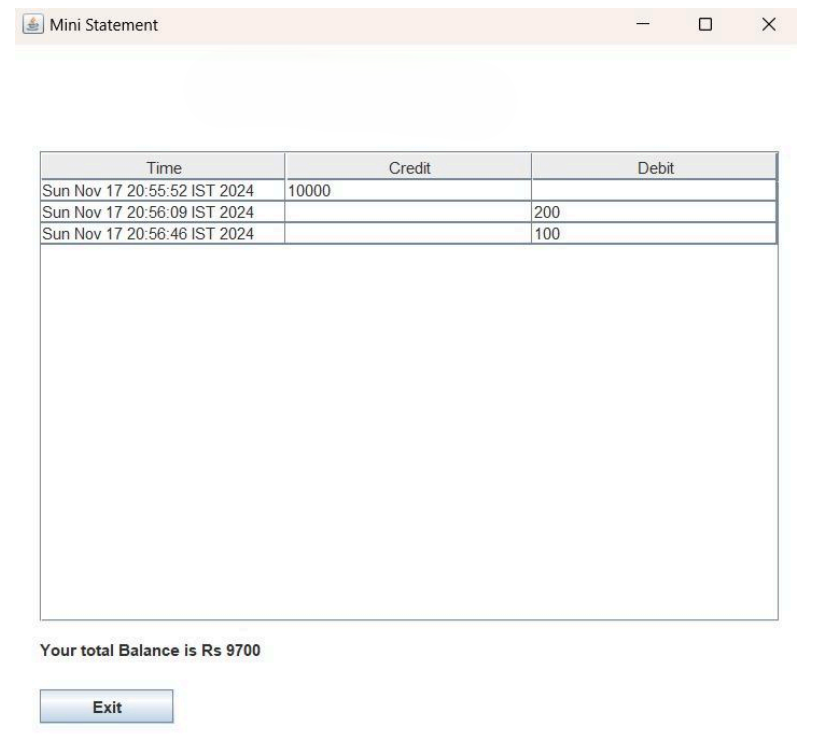 Mini Statement
Time Credit Debit
Sun Nov 17 20:55:52 IST 2024 10000
Sun Nov 17 20:56:09 IST 2024 200
Sun Nov 17 20:56:46 IST 2024 100
Your total Balance is Rs 9700
Exit